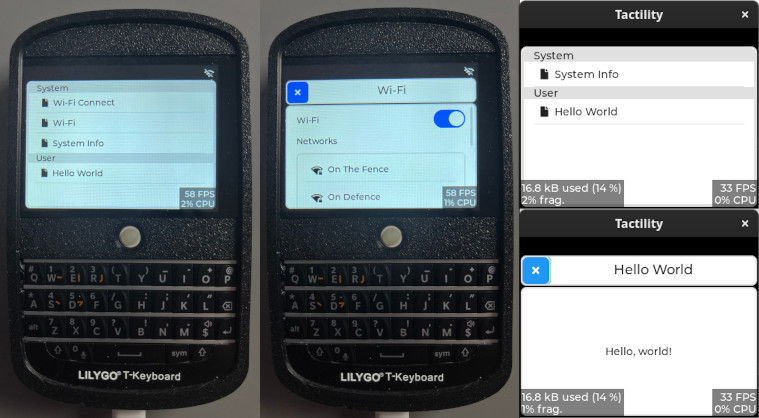 System
Wi-Fi Connect
Wi-Fi
System Info
User
Hello World
58 FPS
2% CPU
LILYGO T-Keyboard
Wi-Fi
Wi-Fi
Networks
On The Fence
On Defence
58 FPS
1% CPU
LILYGO T-Keyboard
Tactility
System
System Info
User
Hello World
16.8 kB used (14 %)
2% frag.
33 FPS
0% CPU
Tactility
Hello World
Hello, world!
16.8 kB used (14 %)
1% frag.
33 FPS
0% CPU
Q W E R T Y U I O P
A S D F G H J K L
alt Z X C V B N M $
sym
Q W E R T Y U I O P
A S D F G H J K L
alt Z X C V B N M $
sym